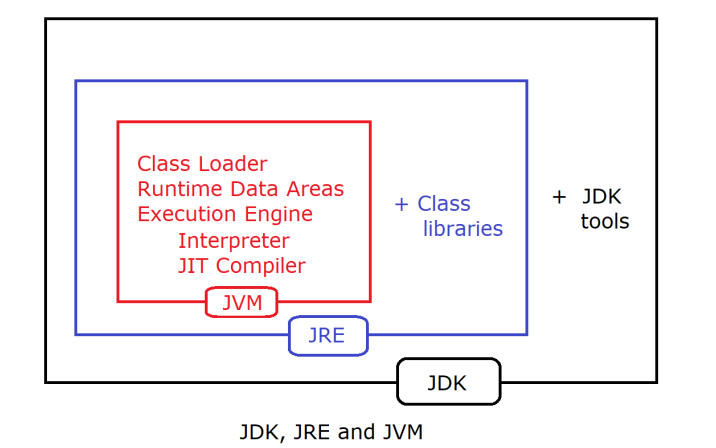 Class Loader
Runtime Data Areas
Execution Engine
Interpreter
JIT Compiler
JVM
+ Class
libraries
JRE
+ JDK
tools
JDK
JDK, JRE and JVM